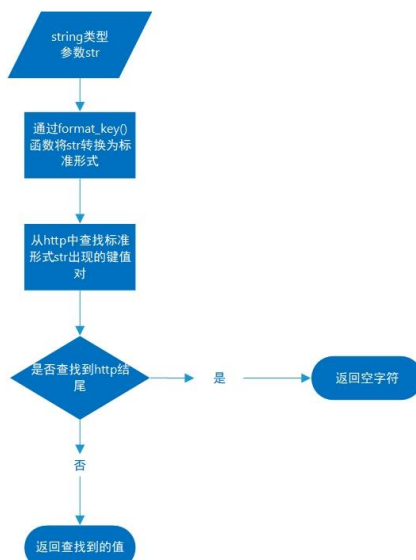 string类型
参数str
通过format_key()
函数将str转换为标
准形式
从http中查找标准
形式str出现的键值
对
是否查找到http结
尾
是
返回空字符
否
返回查找到的值